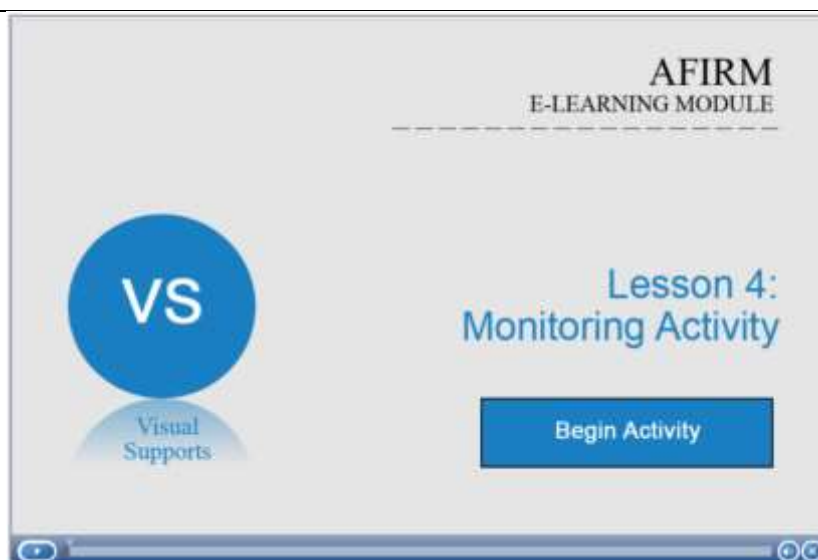 AFIRM
E-LEARNING MODULE
VS
Visual
Supports
Lesson 4:
Monitoring Activity
Begin Activity